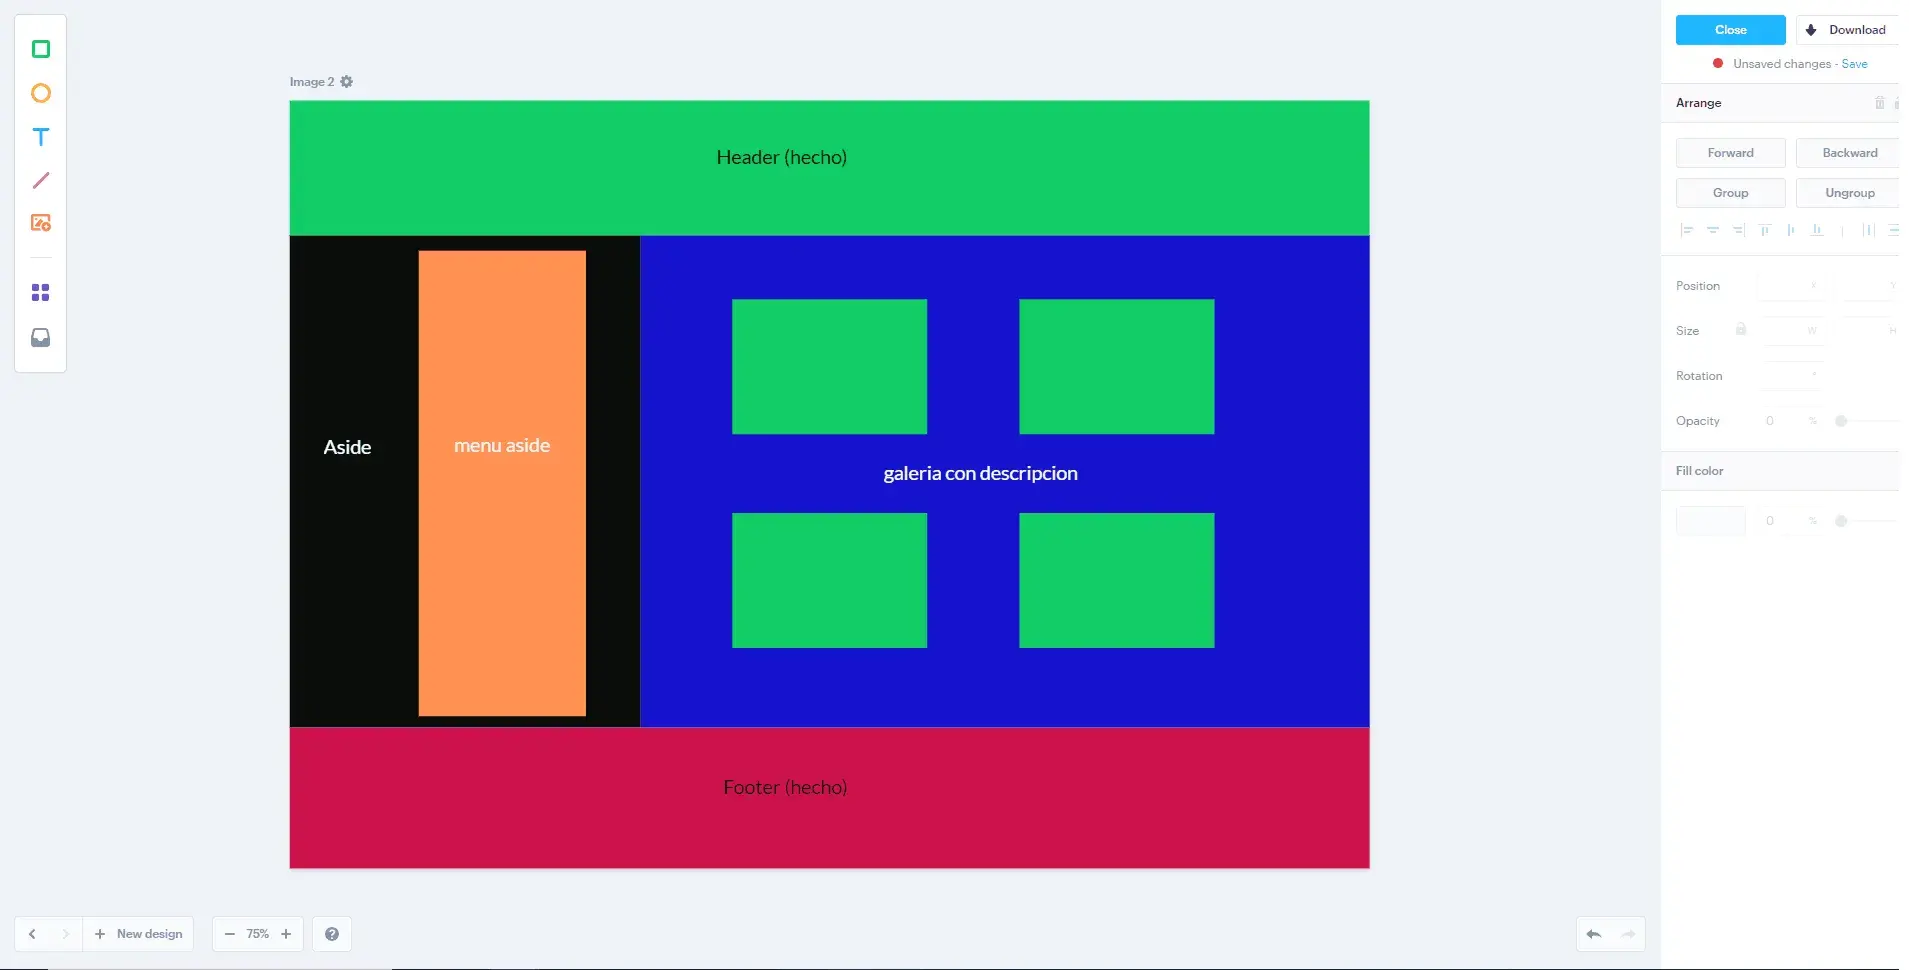 Close
Download
Unsaved changes - Save
Image 2
Arrange
Forward
Backward
Group
Ungroup
Header (hecho)
Position
X
Y
Size
W
H
Rotation
°
Opacity
0
%
Fill color
0
%
Aside
menu aside
galeria con descripcion
Footer (hecho)
New design
75%
?